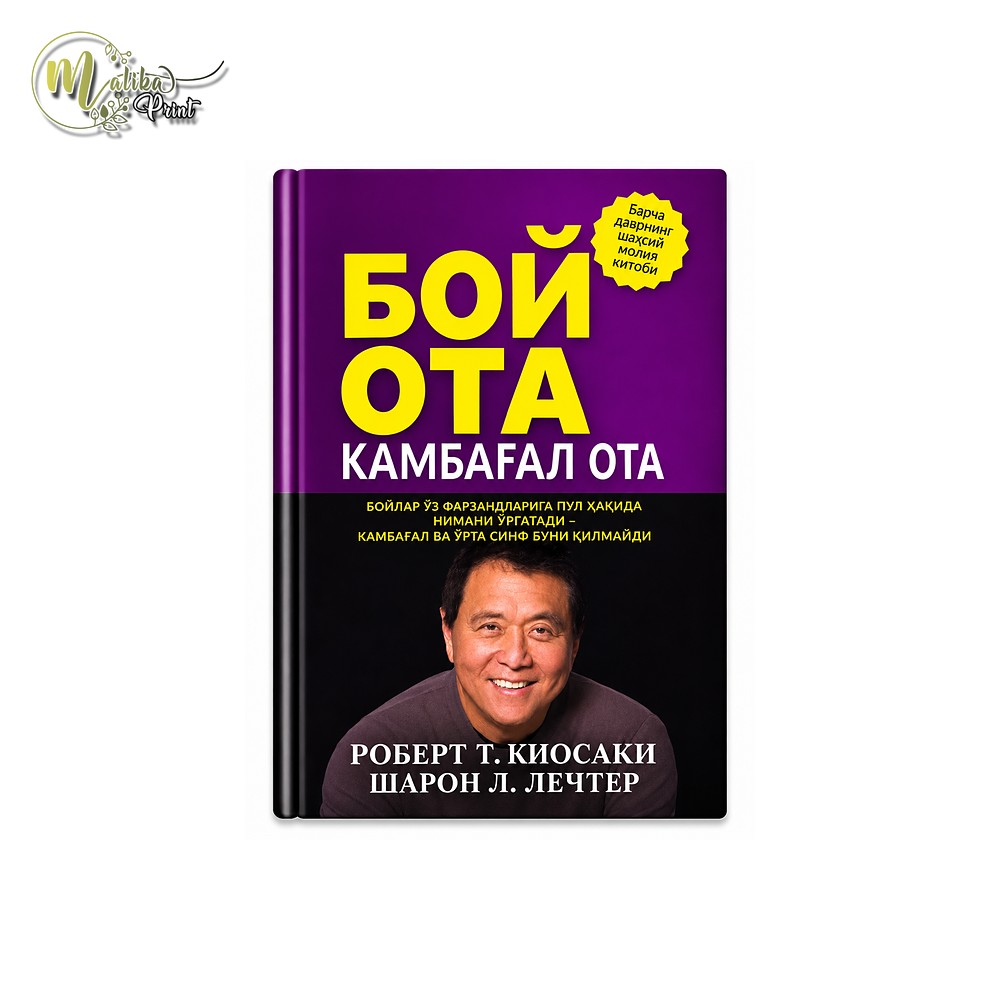 Malika
Print
Барча
даврнинг
шаҳсий
молия
китоби
БОЙ
ОТА
КАМБАҒАЛ ОТА
БОЙЛАР ЎЗ ФАРЗАНДЛАРИГА ПУЛ ҲАҚИДА
НИМАНИ ЎРГАТАДИ –
КАМБАҒАЛ ВА ЎРТА СИНФ БУНИ ҚИЛМАЙДИ
РОБЕРТ Т. КИОСАКИ
ШАРОН Л. ЛЕЧТЕР